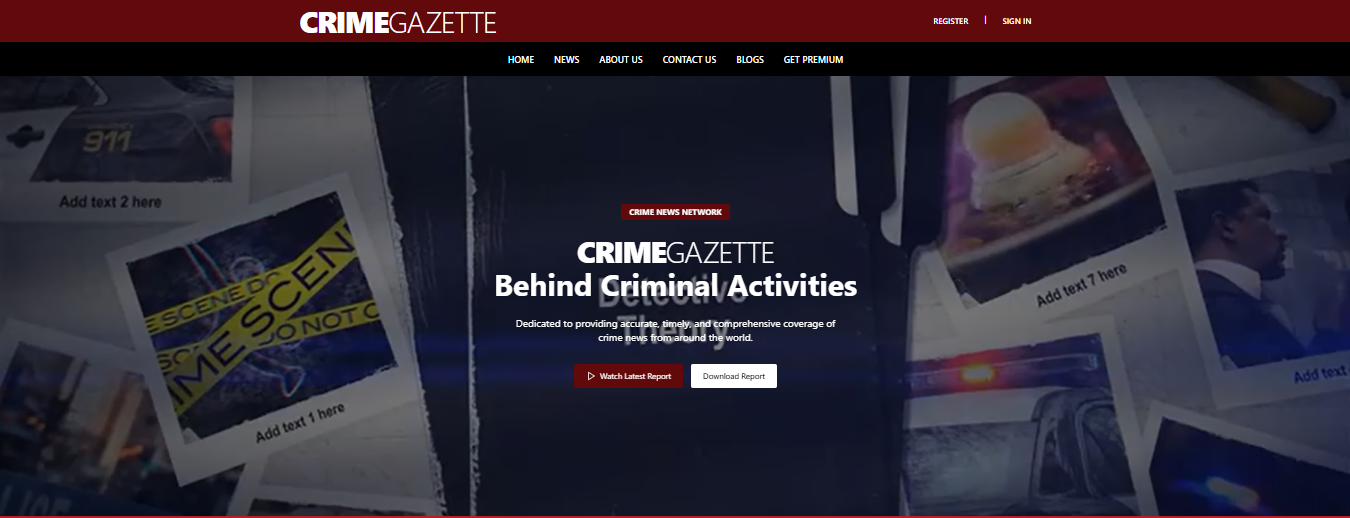 CRIMEGAZETTE
REGISTER | SIGN IN
HOME NEWS ABOUT US CONTACT US BLOGS GET PREMIUM
911
Add text 2 here
CRIME NEWS NETWORK
CRIMEGAZETTE
Behind Criminal Activities
Detective
Theory
Dedicated to providing accurate, timely, and comprehensive coverage of
crime news from around the world.
Watch Latest Report
Download Report
SCENE DO
CRIME SCEN
DO NOT C
Add text 1 here
Add text 7 here
Add text